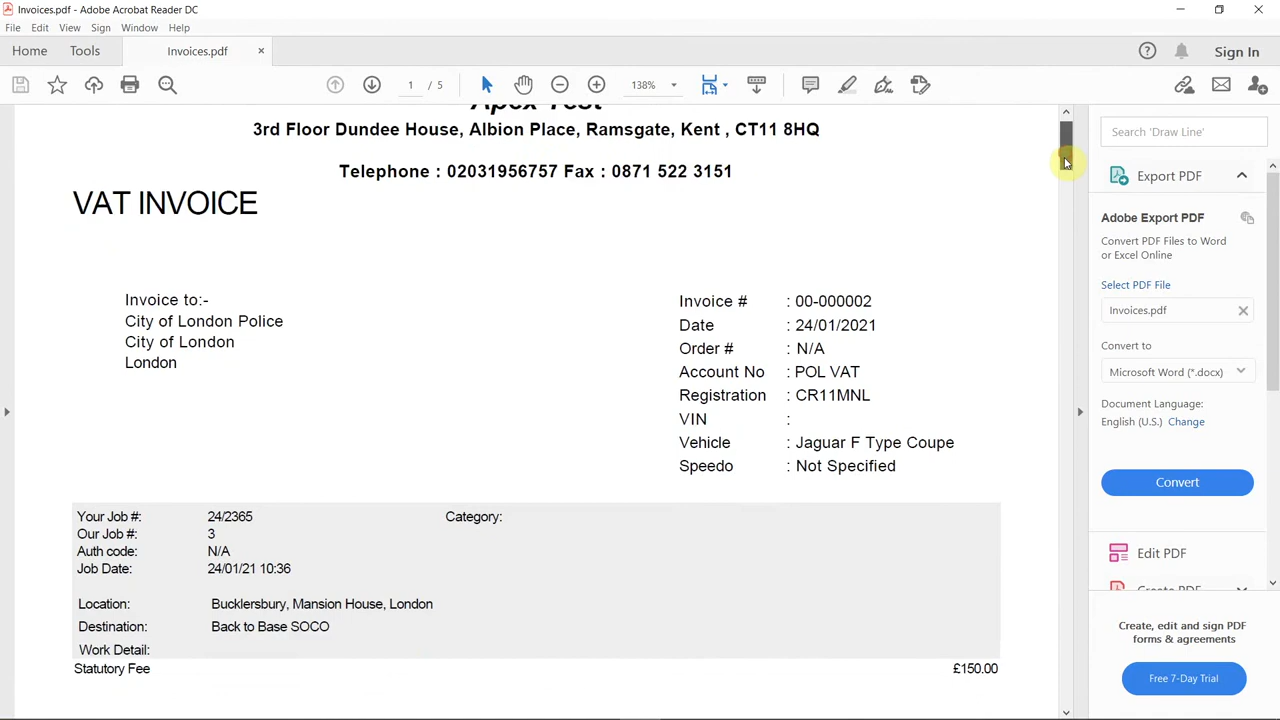 Invoices.pdf - Adobe Acrobat Reader DC
File Edit View Sign Window Help
Home Tools Invoices.pdf × Sign In
1 / 5 138%
Apex Test
3rd Floor Dundee House, Albion Place, Ramsgate, Kent , CT11 8HQ
Telephone : 02031956757 Fax : 0871 522 3151
VAT INVOICE
Invoice to:-
City of London Police
City of London
London
Invoice # : 00-000002
Date : 24/01/2021
Order # : N/A
Account No : POL VAT
Registration : CR11MNL
VIN :
Vehicle : Jaguar F Type Coupe
Speedo : Not Specified
Your Job #: 24/2365 Category:
Our Job #: 3
Auth code: N/A
Job Date: 24/01/21 10:36
Location: Bucklersbury, Mansion House, London
Destination: Back to Base SOCO
Work Detail:
Statutory Fee £150.00
Search 'Draw Line'
Export PDF
Adobe Export PDF
Convert PDF Files to Word
or Excel Online
Select PDF File
Invoices.pdf
Convert to
Microsoft Word (*.docx)
Document Language:
English (U.S.) Change
Convert
Edit PDF
Create PDF
Create, edit and sign PDF
forms & agreements
Free 7-Day Trial